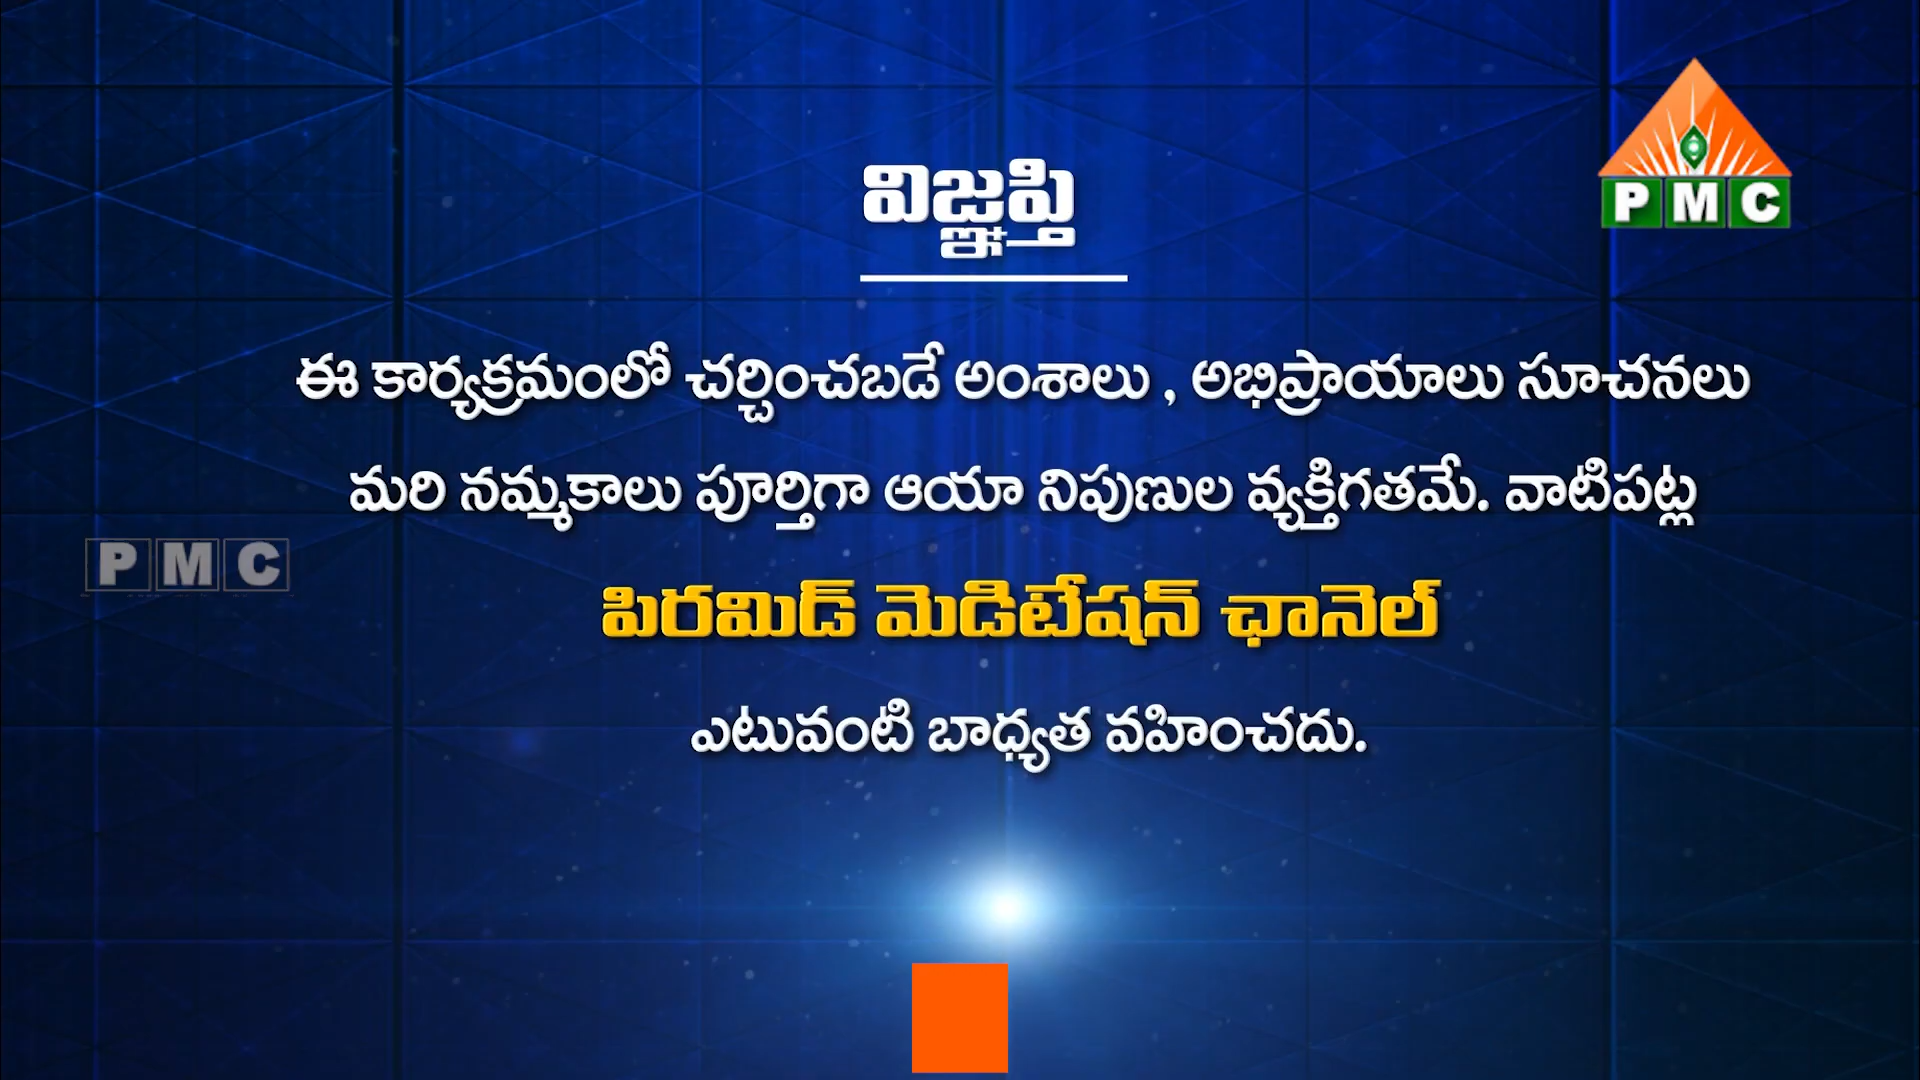 PMC
విజ్ఞప్తి
ఈ కార్యక్రమంలో చర్చించబడే అంశాలు , అభిప్రాయాలు సూచనలు
మరి నమ్మకాలు పూర్తిగా ఆయా నిపుణుల వ్యక్తిగతమే. వాటిపట్ల
PMC
పిరమిడ్ మెడిటేషన్ ఛానెల్
ఎటువంటి బాధ్యత వహించదు.